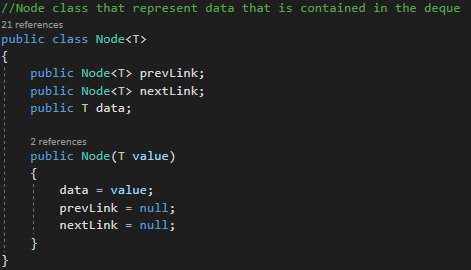 //Node class that represent data that is contained in the deque
21 references
public class Node<T>
{
public Node<T> prevLink;
public Node<T> nextLink;
public T data;
2 references
public Node(T value)
{
data = value;
prevLink = null;
nextLink = null;
}
}